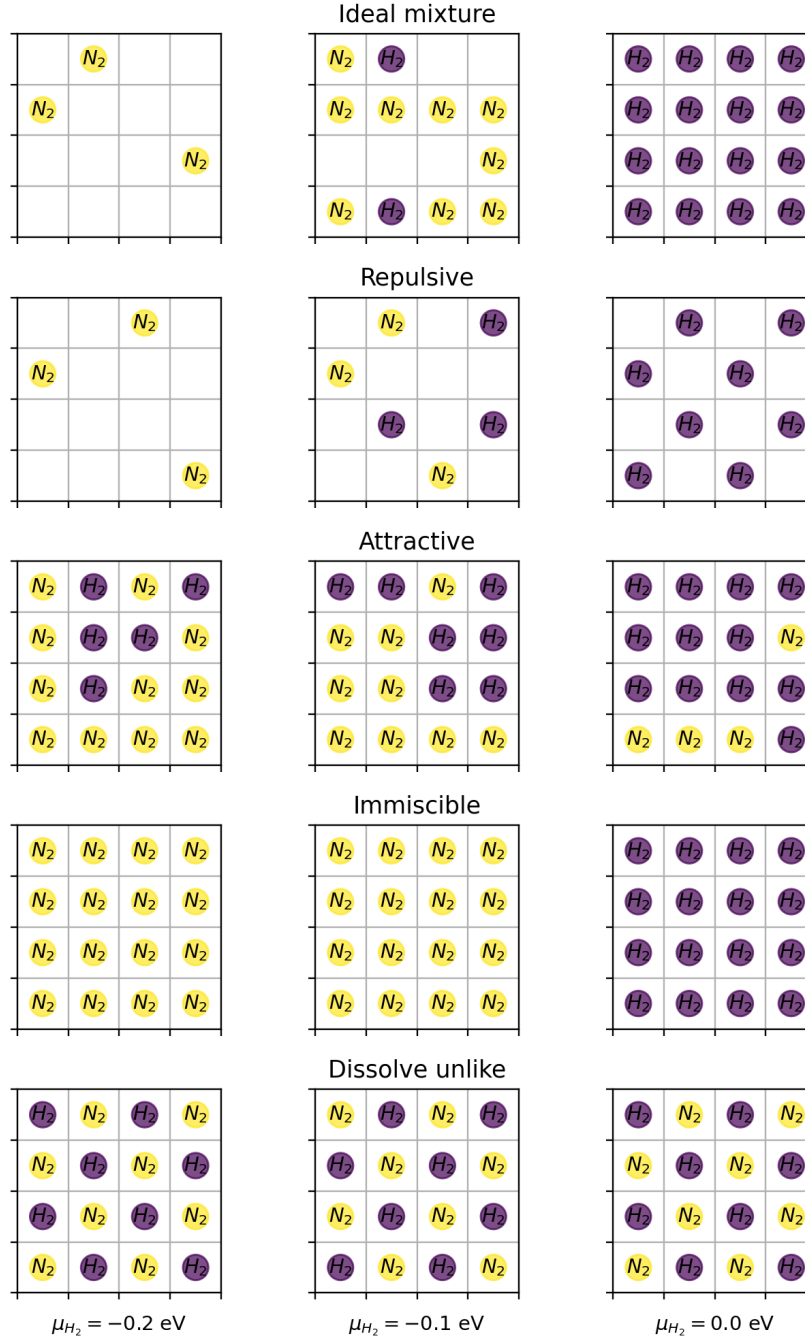 Ideal mixture
N₂
N₂ H₂
H₂ H₂ H₂ H₂
N₂
N₂ N₂ N₂ N₂
H₂ H₂ H₂ H₂
N₂
N₂
H₂ H₂ H₂ H₂
N₂ H₂ N₂ N₂
H₂ H₂ H₂ H₂
Repulsive
N₂
N₂ H₂
H₂ H₂
N₂
N₂
H₂ H₂
H₂ H₂
H₂ H₂
N₂
N₂
H₂ H₂
Attractive
N₂ H₂ N₂ H₂
H₂ H₂ N₂ H₂
H₂ H₂ H₂ H₂
N₂ H₂ H₂ N₂
N₂ N₂ H₂ H₂
H₂ H₂ H₂ N₂
N₂ H₂ N₂ N₂
N₂ N₂ H₂ H₂
H₂ H₂ H₂ H₂
N₂ N₂ N₂ N₂
N₂ N₂ N₂ N₂
N₂ N₂ N₂ H₂
Immiscible
N₂ N₂ N₂ N₂
N₂ N₂ N₂ N₂
H₂ H₂ H₂ H₂
N₂ N₂ N₂ N₂
N₂ N₂ N₂ N₂
H₂ H₂ H₂ H₂
N₂ N₂ N₂ N₂
N₂ N₂ N₂ N₂
H₂ H₂ H₂ H₂
N₂ N₂ N₂ N₂
N₂ N₂ N₂ N₂
H₂ H₂ H₂ H₂
Dissolve unlike
H₂ N₂ H₂ N₂
N₂ H₂ N₂ H₂
H₂ N₂ H₂ N₂
N₂ H₂ N₂ H₂
H₂ N₂ H₂ N₂
N₂ H₂ N₂ H₂
H₂ N₂ H₂ N₂
N₂ H₂ N₂ H₂
H₂ N₂ H₂ N₂
N₂ H₂ N₂ H₂
H₂ N₂ H₂ N₂
N₂ H₂ N₂ H₂
μ_H₂ = −0.2 eV
μ_H₂ = −0.1 eV
μ_H₂ = 0.0 eV